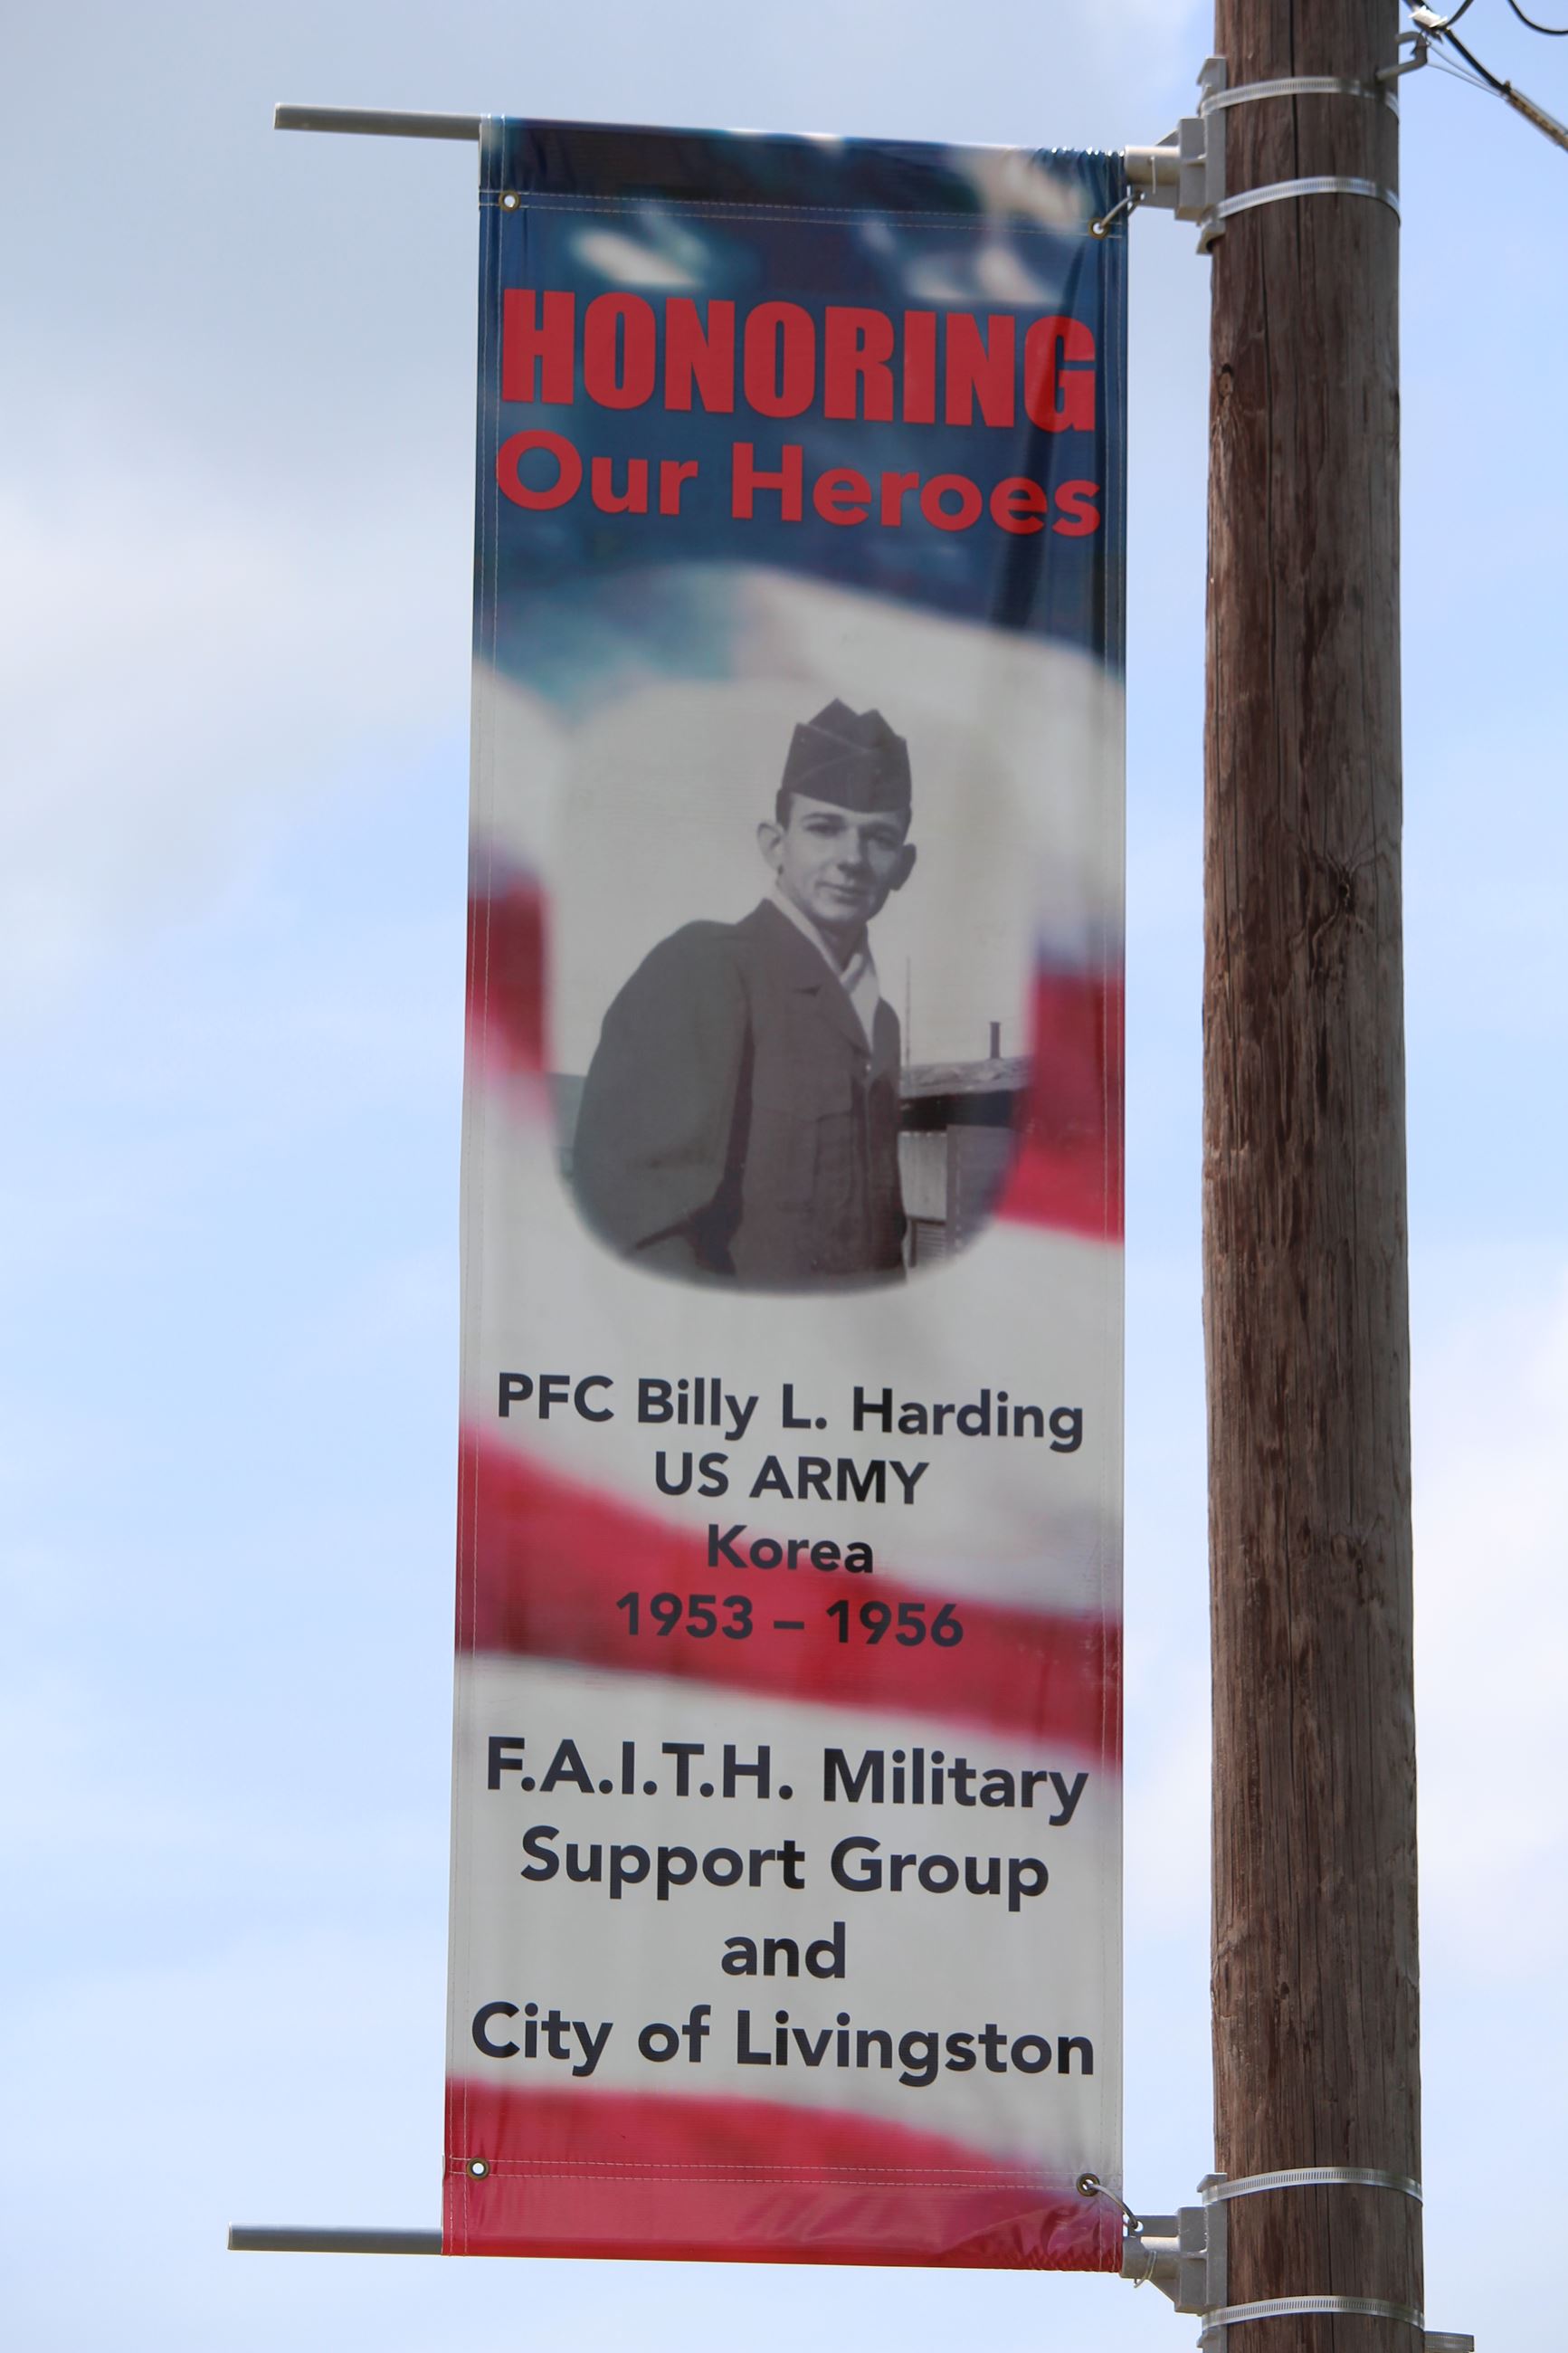 HONORING
Our Heroes
PFC Billy L. Harding
US ARMY
Korea
1953 – 1956
F.A.I.T.H. Military
Support Group
and
City of Livingston